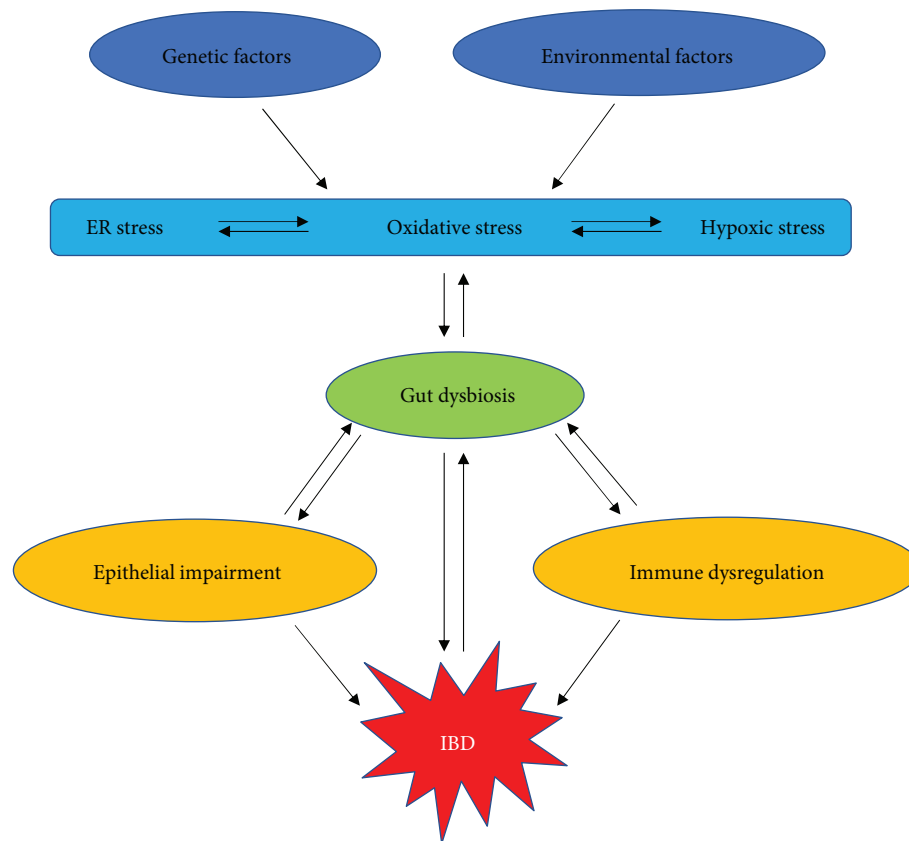 Genetic factors
Environmental factors
ER stress
Oxidative stress
Hypoxic stress
Gut dysbiosis
Epithelial impairment
Immune dysregulation
IBD